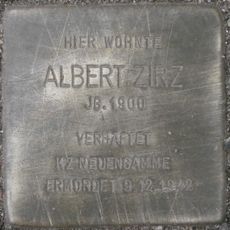 HIER WOHNTE
ALBERT ZIRZ
JG. 1900
VERHAFTET
KZ NEUENGAMME
ERMORDET 9.12.1942